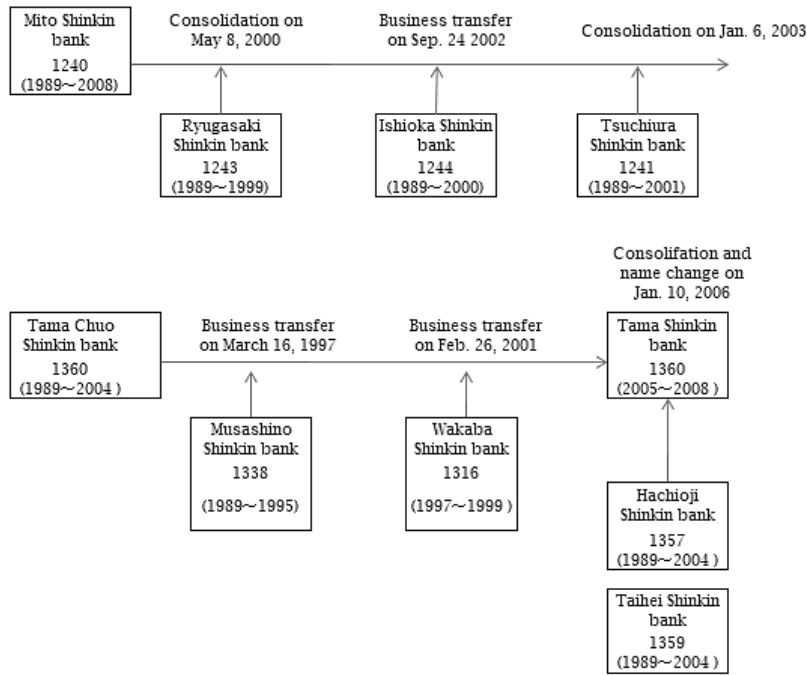 Mito Shinkin
bank
1240
(1989～2008)
Consolidation on
May 8, 2000
Business transfer
on Sep. 24 2002
Consolidation on Jan. 6, 2003
Ryugasaki
Shinkin bank
1243
(1989～1999)
Ishioka Shinkin
bank
1244
(1989～2000)
Tsuchiura
Shinkin bank
1241
(1989～2001)
Consolifation and
name change on
Jan. 10, 2006
Tama Chuo
Shinkin bank
1360
(1989～2004 )
Business transfer
on March 16, 1997
Business transfer
on Feb. 26, 2001
Tama Shinkin
bank
1360
(2005～2008 )
Musashino
Shinkin bank
1338
(1989～1995)
Wakaba
Shinkin bank
1316
(1997～1999 )
Hachioji
Shinkin bank
1357
(1989～2004 )
Taihei Shinkin
bank
1359
(1989～2004 )